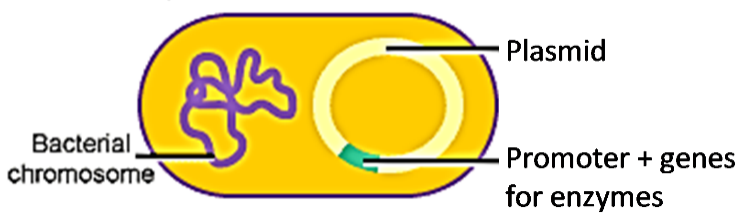 Plasmid
Bacterial
chromosome
Promoter + genes
for enzymes